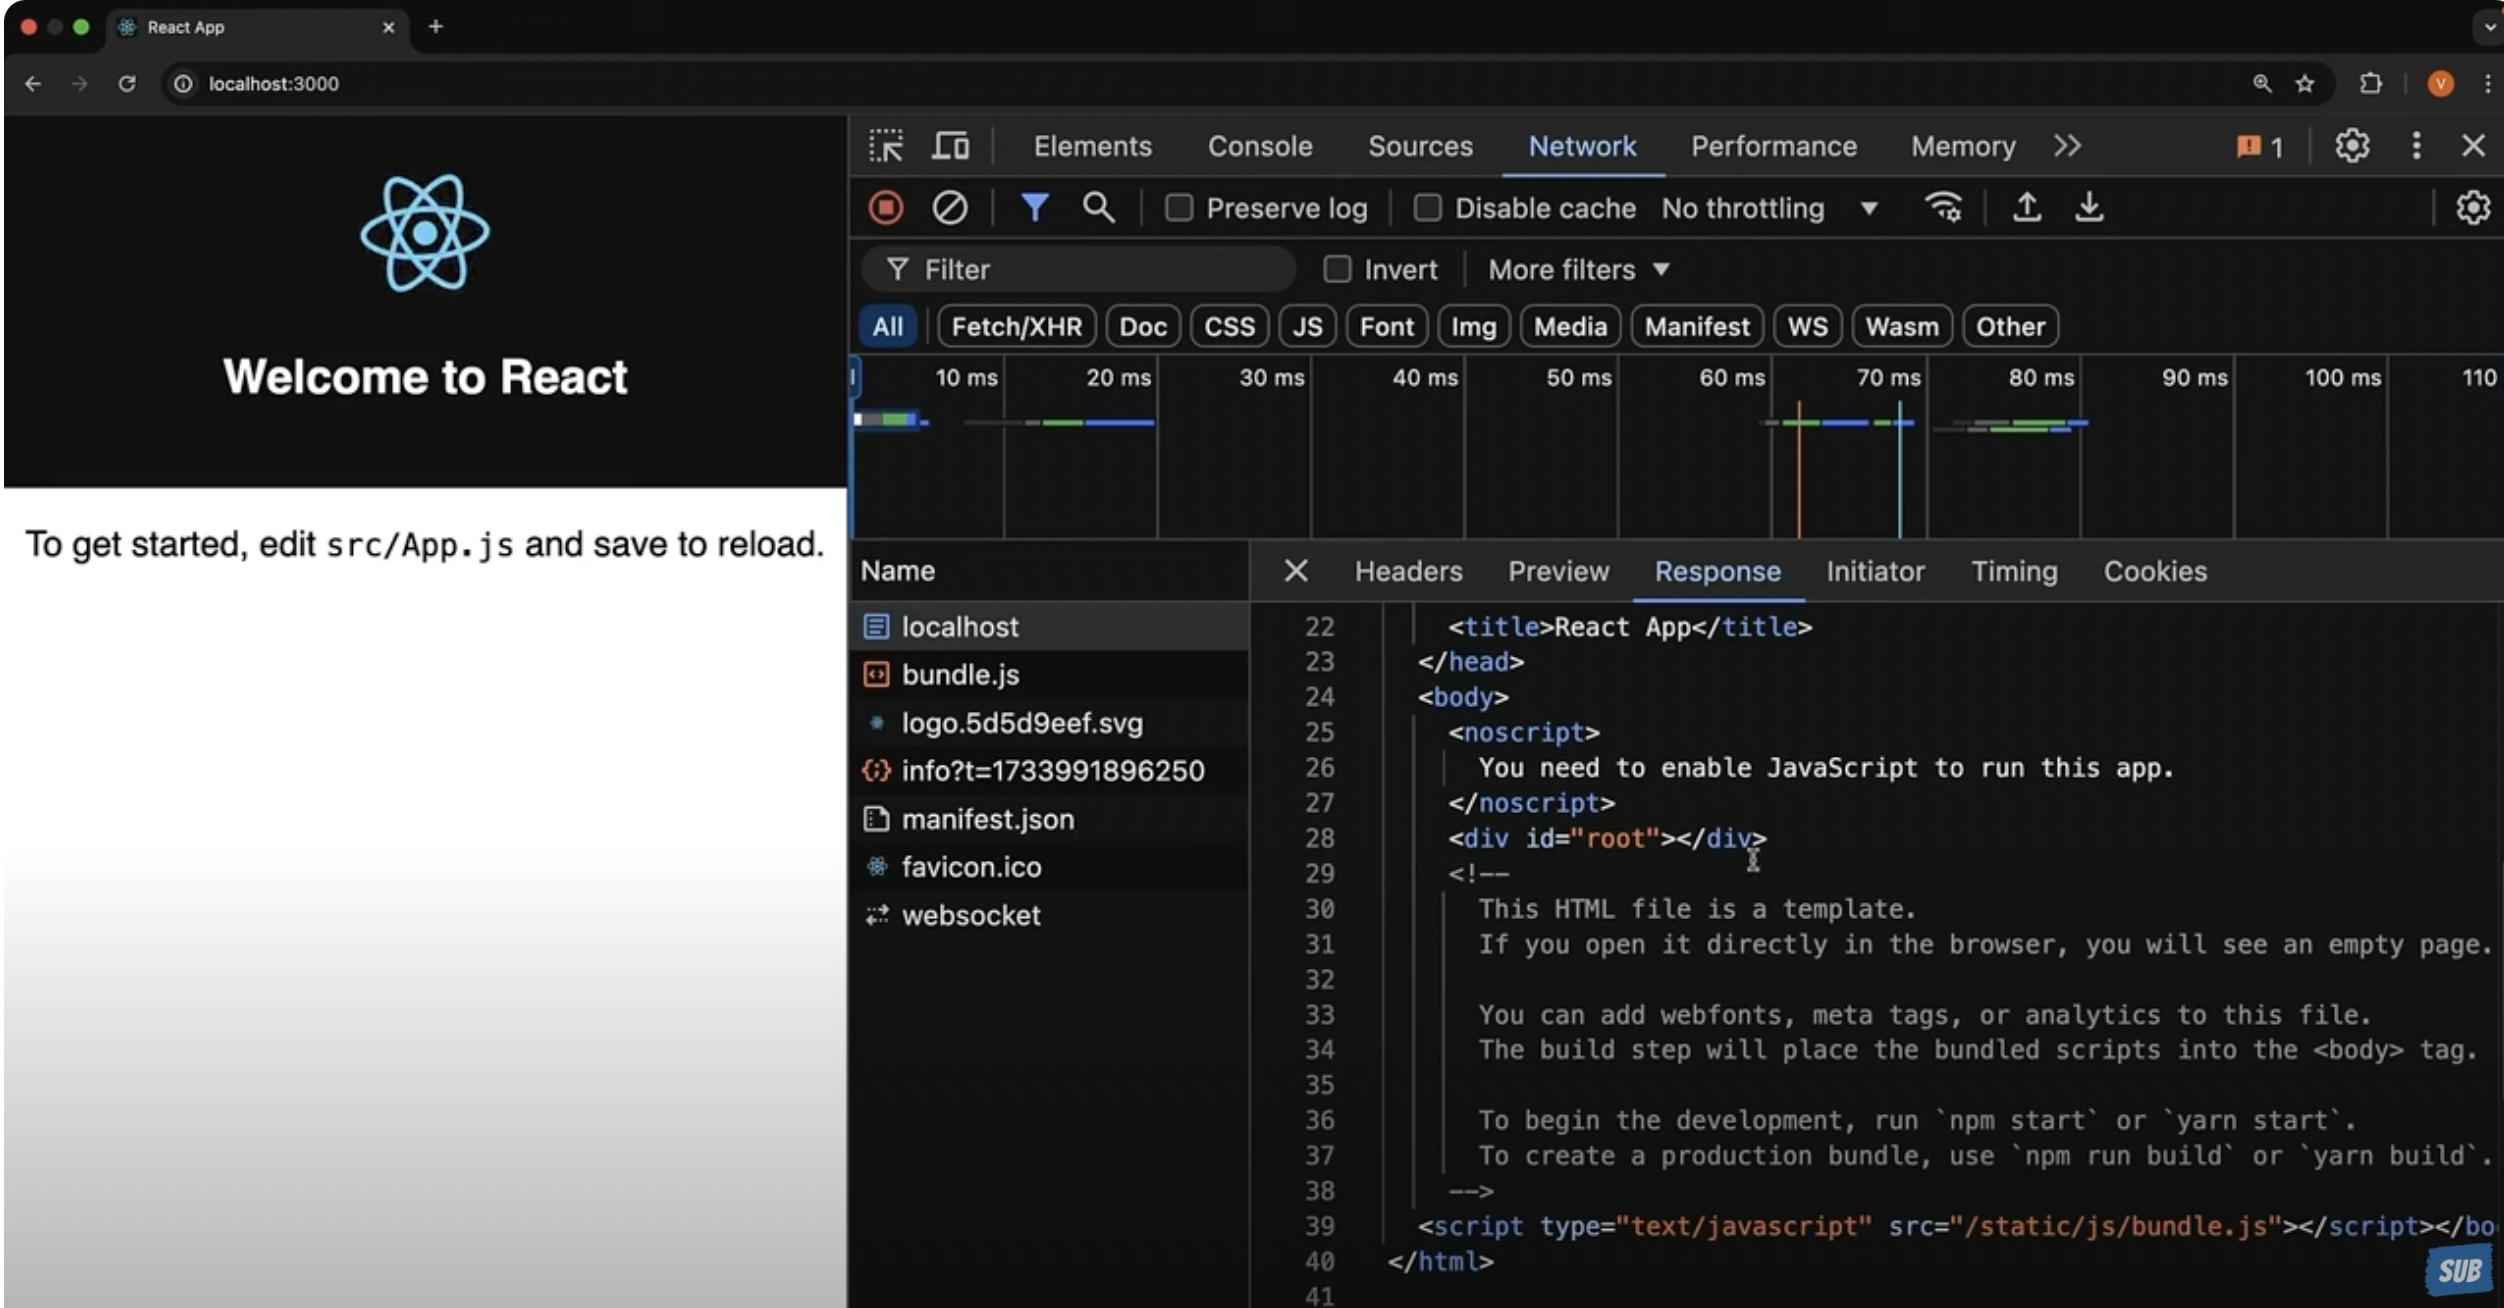 React App
localhost:3000
V
Welcome to React
To get started, edit src/App.js and save to reload.
Elements Console Sources Network Performance Memory 1
Preserve log Disable cache No throttling
Filter Invert More filters
All Fetch/XHR Doc CSS JS Font Img Media Manifest WS Wasm Other
10 ms 20 ms 30 ms 40 ms 50 ms 60 ms 70 ms 80 ms 90 ms 100 ms 110
Name
localhost
bundle.js
logo.5d5d9eef.svg
info?t=1733991896250
manifest.json
favicon.ico
websocket
Headers Preview Response Initiator Timing Cookies
22 <title>React App</title>
23 </head>
24 <body>
25 <noscript>
26 You need to enable JavaScript to run this app.
27 </noscript>
28 <div id="root"></div>
29 <!--
30 This HTML file is a template.
31 If you open it directly in the browser, you will see an empty page.
32
33 You can add webfonts, meta tags, or analytics to this file.
34 The build step will place the bundled scripts into the <body> tag.
35
36 To begin the development, run `npm start` or `yarn start`.
37 To create a production bundle, use `npm run build` or `yarn build`.
38 -->
39 <script type="text/javascript" src="/static/js/bundle.js"></script></bo
40 </html>
41
SUB